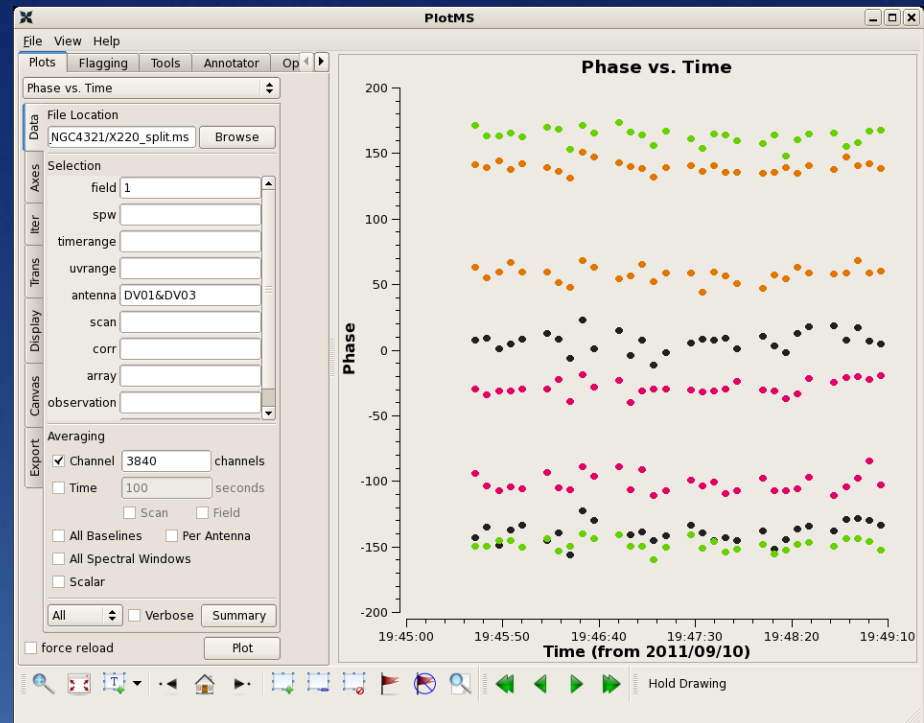 PlotMS
File View Help
Plots Flagging Tools Annotator Op
Phase vs. Time
Data
Axes
Iter
Trans
Display
Canvas
Export
File Location
NGC4321/X220_split.ms Browse
Selection
field 1
spw
timerange
uvrange
antenna DV01&DV03
scan
corr
array
observation
Averaging
Channel 3840 channels
Time 100 seconds
Scan Field
All Baselines Per Antenna
All Spectral Windows
Scalar
All Verbose Summary
force reload Plot
Phase vs. Time
Phase
200
150
100
50
0
-50
-100
-150
-200
19:45:00 19:45:50 19:46:40 19:47:30 19:48:20 19:49:10
Time (from 2011/09/10)
Hold Drawing